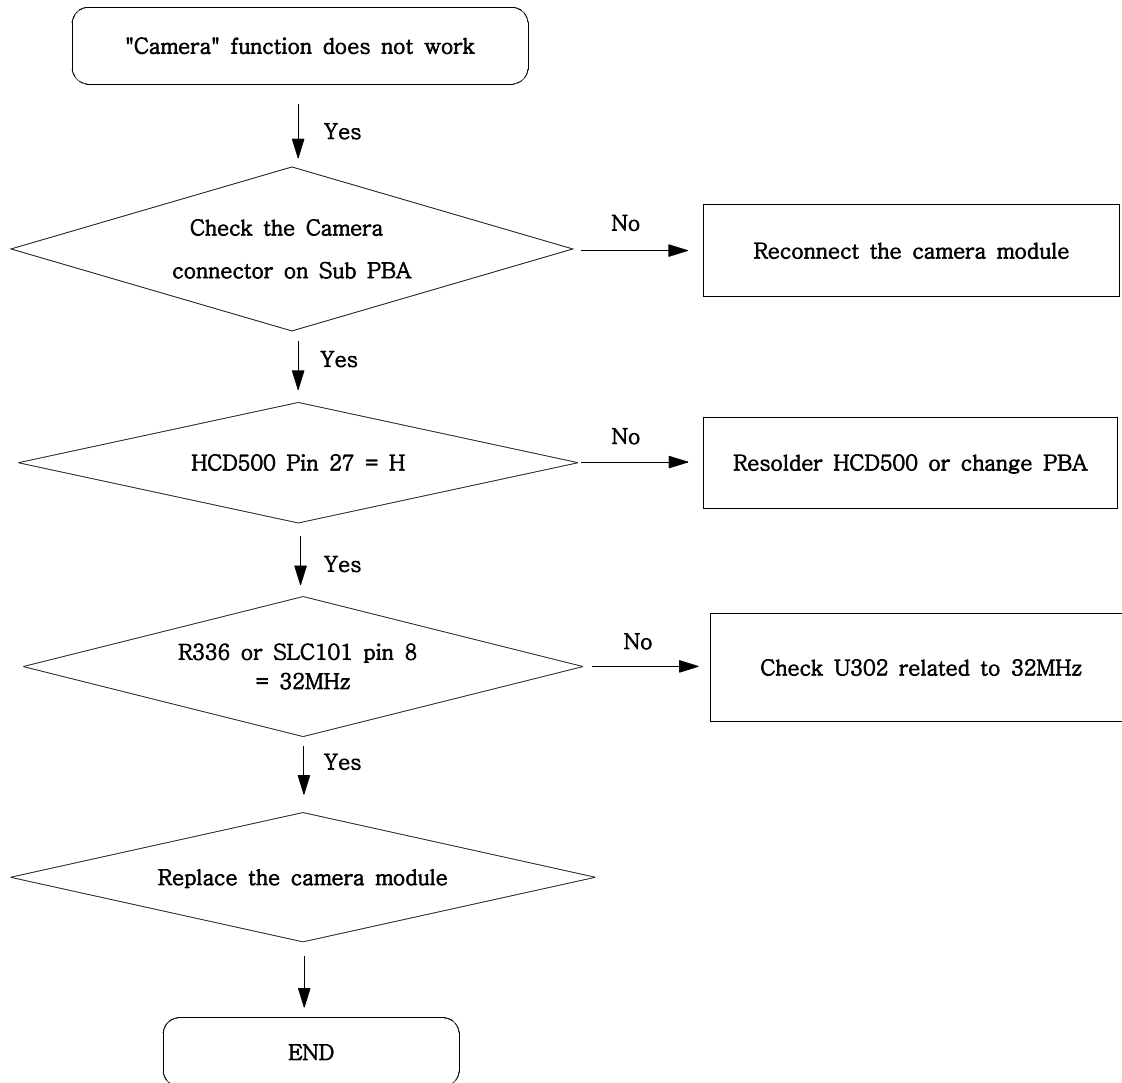 "Camera" function does not work
Yes
Check the Camera
connector on Sub PBA
No
Reconnect the camera module
Yes
HCD500 Pin 27 = H
No
Resolder HCD500 or change PBA
Yes
R336 or SLC101 pin 8
= 32MHz
No
Check U302 related to 32MHz
Yes
Replace the camera module
END